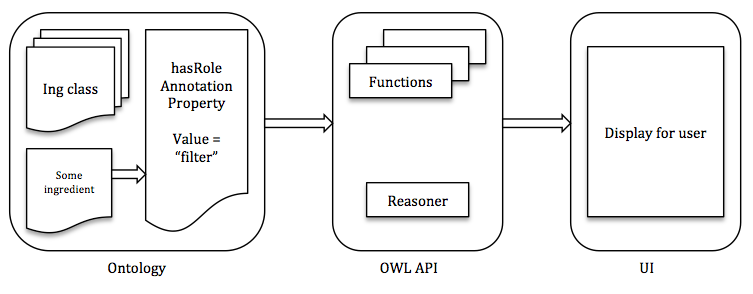 Ing class
Some
ingredient
hasRole
Annotation
Property
Value =
“filter”
Functions
Reasoner
Display for user
Ontology
OWL API
UI